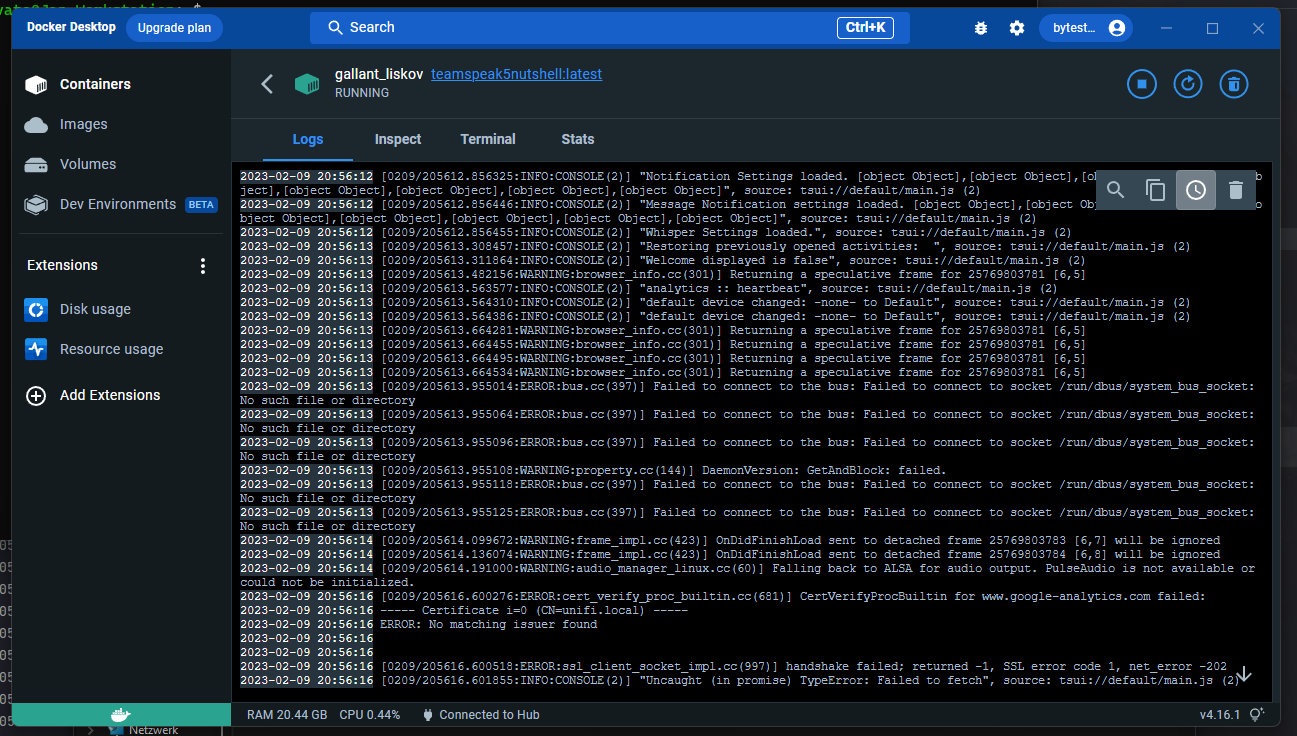 Docker Desktop
Upgrade plan
Search
Ctrl+K
bytest...
Containers
Images
Volumes
Dev Environments
BETA
Extensions
Disk usage
Resource usage
Add Extensions
gallant_liskov teamspeak5nutshell:latest
RUNNING
Logs Inspect Terminal Stats
2023-02-09 20:56:12 [0209/205612.856325:INFO:CONSOLE(2)] "Notification Settings loaded. [object Object],[object Object],
ject],[object Object],[object Object],[object Object],[object Object]", source: tsui://default/main.js (2)
2023-02-09 20:56:12 [0209/205612.856446:INFO:CONSOLE(2)] "Message Notification settings loaded. [object Object],[object
bject Object],[object Object],[object Object],[object Object]", source: tsui://default/main.js (2)
2023-02-09 20:56:12 [0209/205612.856455:INFO:CONSOLE(2)] "Whisper Settings loaded.", source: tsui://default/main.js (2)
2023-02-09 20:56:13 [0209/205613.308457:INFO:CONSOLE(2)] "Restoring previously opened activities:  ", source: tsui://default/main.js (2)
2023-02-09 20:56:13 [0209/205613.311864:INFO:CONSOLE(2)] "Welcome displayed is false", source: tsui://default/main.js (2)
2023-02-09 20:56:13 [0209/205613.482156:WARNING:browser_info.cc(301)] Returning a speculative frame for 25769803781 [6,5]
2023-02-09 20:56:13 [0209/205613.563577:INFO:CONSOLE(2)] "analytics :: heartbeat", source: tsui://default/main.js (2)
2023-02-09 20:56:13 [0209/205613.564310:INFO:CONSOLE(2)] "default device changed: -none- to Default", source: tsui://default/main.js (2)
2023-02-09 20:56:13 [0209/205613.564386:INFO:CONSOLE(2)] "default device changed: -none- to Default", source: tsui://default/main.js (2)
2023-02-09 20:56:13 [0209/205613.664281:WARNING:browser_info.cc(301)] Returning a speculative frame for 25769803781 [6,5]
2023-02-09 20:56:13 [0209/205613.664455:WARNING:browser_info.cc(301)] Returning a speculative frame for 25769803781 [6,5]
2023-02-09 20:56:13 [0209/205613.664495:WARNING:browser_info.cc(301)] Returning a speculative frame for 25769803781 [6,5]
2023-02-09 20:56:13 [0209/205613.664534:WARNING:browser_info.cc(301)] Returning a speculative frame for 25769803781 [6,5]
2023-02-09 20:56:13 [0209/205613.955014:ERROR:bus.cc(397)] Failed to connect to the bus: Failed to connect to socket /run/dbus/system_bus_socket:
No such file or directory
2023-02-09 20:56:13 [0209/205613.955064:ERROR:bus.cc(397)] Failed to connect to the bus: Failed to connect to socket /run/dbus/system_bus_socket:
No such file or directory
2023-02-09 20:56:13 [0209/205613.955096:ERROR:bus.cc(397)] Failed to connect to the bus: Failed to connect to socket /run/dbus/system_bus_socket:
No such file or directory
2023-02-09 20:56:13 [0209/205613.955108:WARNING:property.cc(144)] DaemonVersion: GetAndBlock: failed.
2023-02-09 20:56:13 [0209/205613.955118:ERROR:bus.cc(397)] Failed to connect to the bus: Failed to connect to socket /run/dbus/system_bus_socket:
No such file or directory
2023-02-09 20:56:13 [0209/205613.955125:ERROR:bus.cc(397)] Failed to connect to the bus: Failed to connect to socket /run/dbus/system_bus_socket:
No such file or directory
2023-02-09 20:56:14 [0209/205614.099672:WARNING:frame_impl.cc(423)] OnDidFinishLoad sent to detached frame 25769803783 [6,7] will be ignored
2023-02-09 20:56:14 [0209/205614.136074:WARNING:frame_impl.cc(423)] OnDidFinishLoad sent to detached frame 25769803784 [6,8] will be ignored
2023-02-09 20:56:14 [0209/205614.191000:WARNING:audio_manager_linux.cc(60)] Falling back to ALSA for audio output. PulseAudio is not available or
could not be initialized.
2023-02-09 20:56:16 [0209/205616.600276:ERROR:cert_verify_proc_builtin.cc(681)] CertVerifyProcBuiltin for www.google-analytics.com failed:
2023-02-09 20:56:16 ----- Certificate i=0 (CN=unifi.local) -----
2023-02-09 20:56:16 ERROR: No matching issuer found
2023-02-09 20:56:16
2023-02-09 20:56:16
2023-02-09 20:56:16 [0209/205616.600518:ERROR:ssl_client_socket_impl.cc(997)] handshake failed; returned -1, SSL error code 1, net_error -202
2023-02-09 20:56:16 [0209/205616.601855:INFO:CONSOLE(2)] "Uncaught (in promise) TypeError: Failed to fetch", source: tsui://default/main.js (2)
RAM 20.44 GB CPU 0.44% Connected to Hub
v4.16.1
Netzwerk